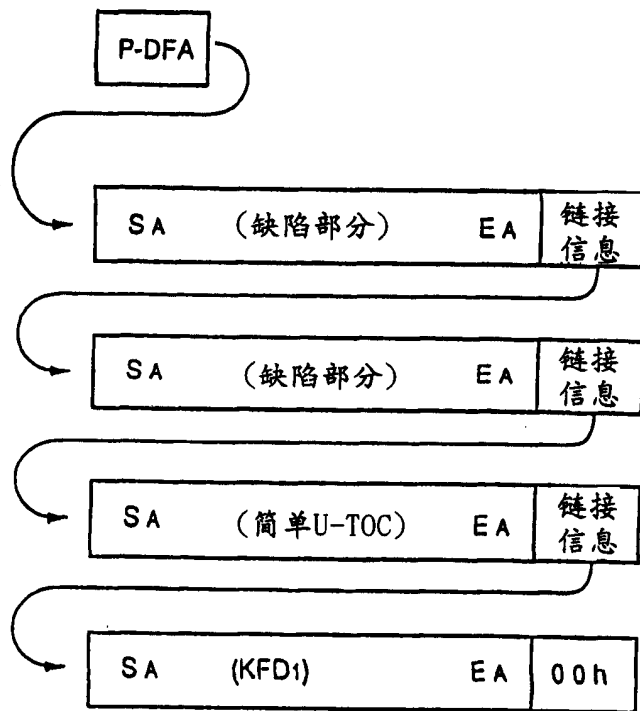 P-DFA
SA (缺陷部分) EA 链接信息
SA (缺陷部分) EA 链接信息
SA (简单U-TOC) EA 链接信息
SA (KFD1) EA 00h